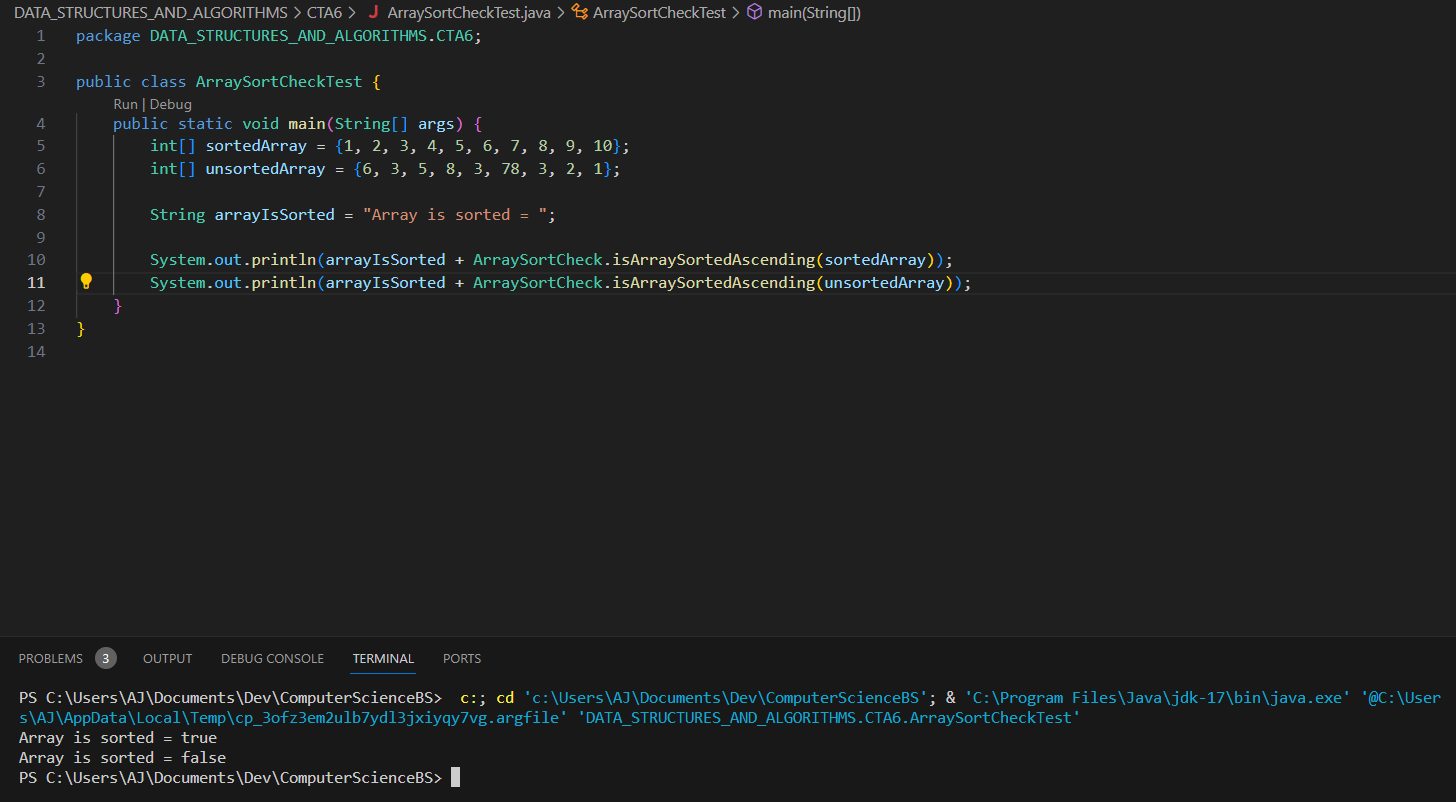 DATA_STRUCTURES_AND_ALGORITHMS > CTA6 > J ArraySortCheckTest.java > ArraySortCheckTest > main(String[])
1 package DATA_STRUCTURES_AND_ALGORITHMS.CTA6;
2
3 public class ArraySortCheckTest {
Run | Debug
4 public static void main(String[] args) {
5 int[] sortedArray = {1, 2, 3, 4, 5, 6, 7, 8, 9, 10};
6 int[] unsortedArray = {6, 3, 5, 8, 3, 78, 3, 2, 1};
7
8 String arrayIsSorted = "Array is sorted = ";
9
10 System.out.println(arrayIsSorted + ArraySortCheck.isArraySortedAscending(sortedArray));
11 System.out.println(arrayIsSorted + ArraySortCheck.isArraySortedAscending(unsortedArray));
12 }
13 }
14
PROBLEMS 3 OUTPUT DEBUG CONSOLE TERMINAL PORTS
PS C:\Users\AJ\Documents\Dev\ComputerScienceBS> c:; cd 'c:\Users\AJ\Documents\Dev\ComputerScienceBS'; & 'C:\Program Files\Java\jdk-17\bin\java.exe' '@C:\User
s\AJ\AppData\Local\Temp\cp_3ofz3em2ulb7ydl3jxiyqy7vg.argfile' 'DATA_STRUCTURES_AND_ALGORITHMS.CTA6.ArraySortCheckTest'
Array is sorted = true
Array is sorted = false
PS C:\Users\AJ\Documents\Dev\ComputerScienceBS>